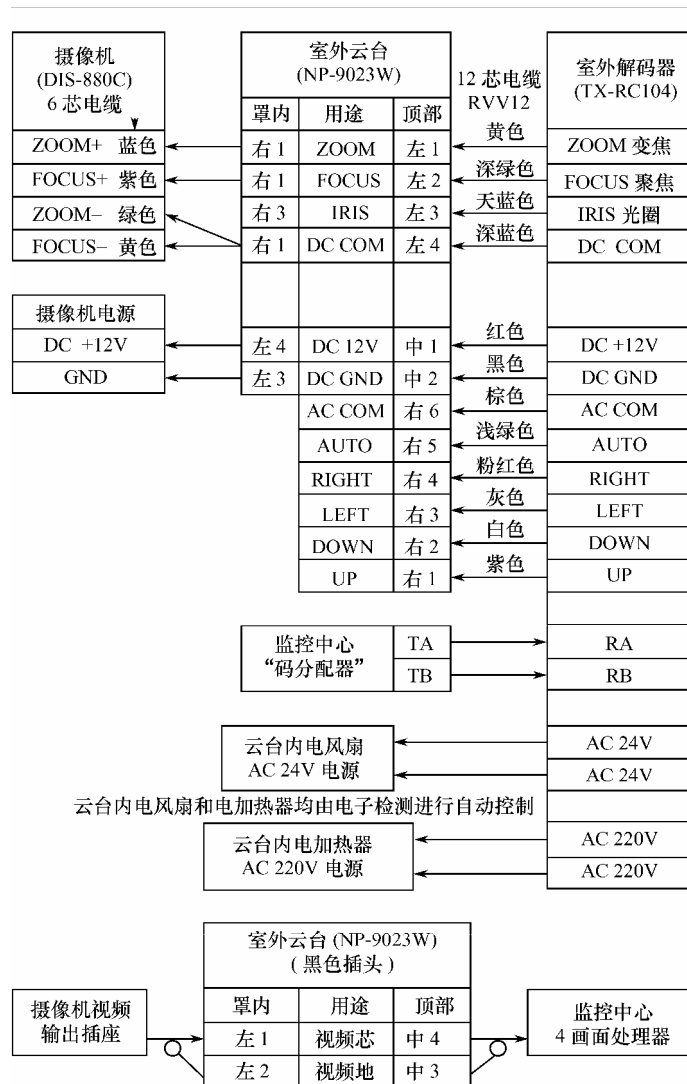 摄像机
(DIS-880C)
6 芯电缆
ZOOM+ 蓝色
FOCUS+ 紫色
ZOOM− 绿色
FOCUS− 黄色
摄像机电源
DC +12V
GND
室外云台
(NP-9023W)
罩内 用途 顶部
右 1 ZOOM 左 1
右 1 FOCUS 左 2
右 3 IRIS 左 3
右 1 DC COM 左 4
左 4 DC 12V 中 1
左 3 DC GND 中 2
AC COM 右 6
AUTO 右 5
RIGHT 右 4
LEFT 右 3
DOWN 右 2
UP 右 1
12 芯电缆
RVV12
黄色
深绿色
天蓝色
深蓝色
红色
黑色
棕色
浅绿色
粉红色
灰色
白色
紫色
室外解码器
(TX-RC104)
ZOOM 变焦
FOCUS 聚焦
IRIS 光圈
DC COM
DC +12V
DC GND
AC COM
AUTO
RIGHT
LEFT
DOWN
UP
监控中心
“码分配器”
TA
TB
RA
RB
云台内电风扇
AC 24V 电源
AC 24V
AC 24V
云台内电风扇和电加热器均由电子检测进行自动控制
云台内电加热器
AC 220V 电源
AC 220V
AC 220V
室外云台 (NP-9023W)
( 黑色插头 )
罩内 用途 顶部
左 1 视频芯 中 4
左 2 视频地 中 3
摄像机视频
输出插座
监控中心
4 画面处理器